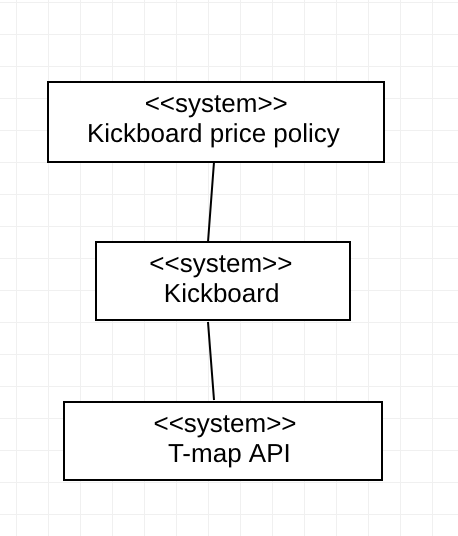 <<system>>
Kickboard price policy
<<system>>
Kickboard
<<system>>
T-map API